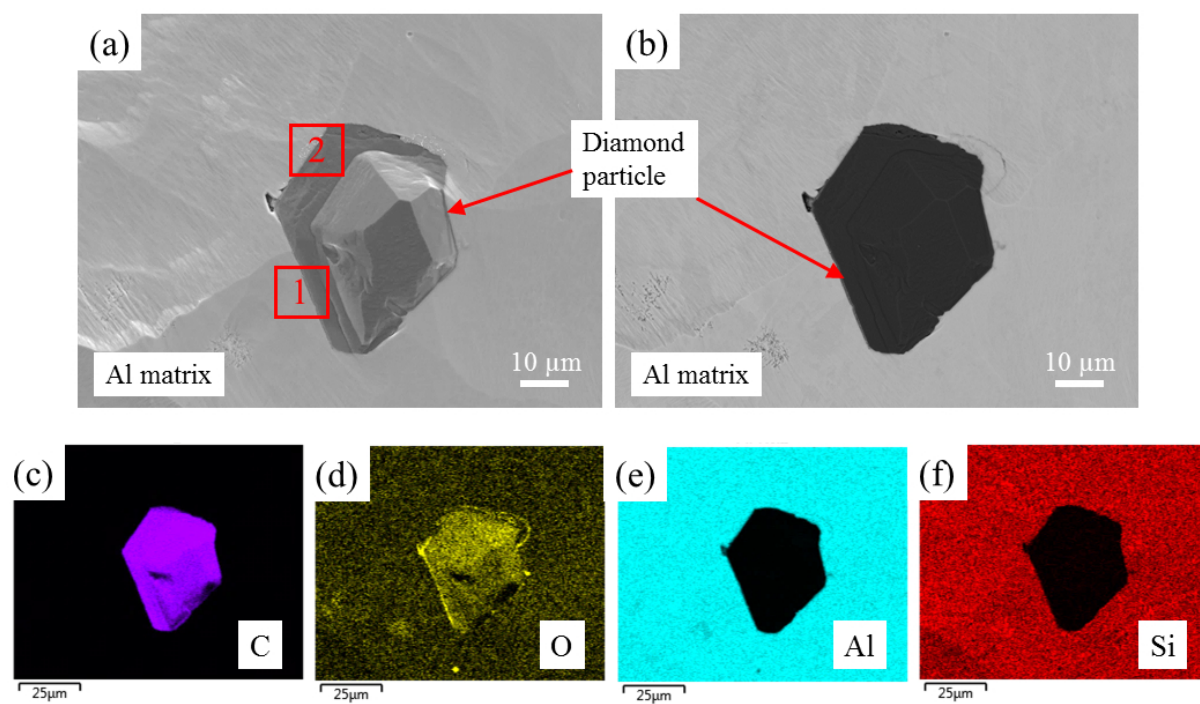 (a)
(b)
2
1
Diamond
particle
Al matrix
10 μm
Al matrix
10 μm
(c)
(d)
(e)
(f)
C
O
Al
Si
25μm
25μm
25μm
25μm